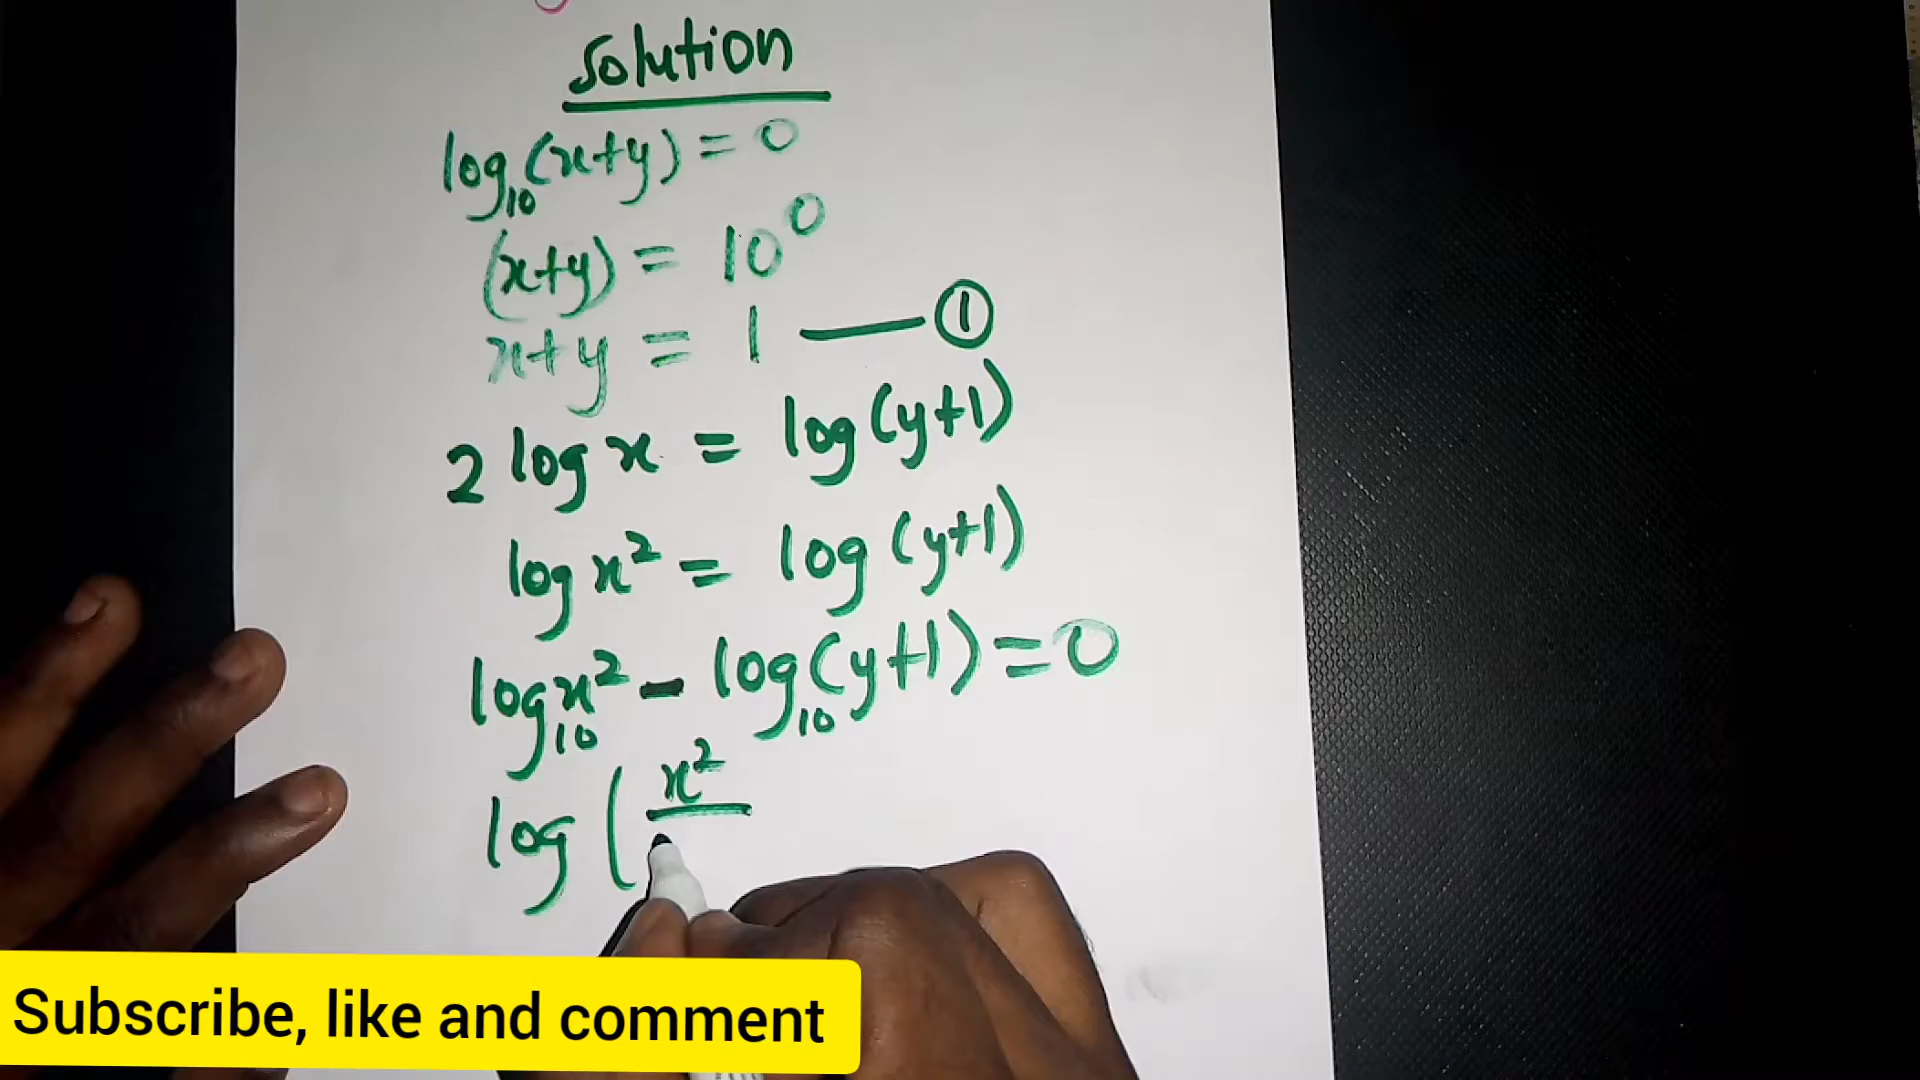 Solution
log₁₀(x+y) = 0
(x+y) = 10⁰
x+y = 1 —— ①
2 log x = log(y+1)
log x² = log(y+1)
log₁₀x² - log₁₀(y+1) = 0
log ( x² /
Subscribe, like and comment